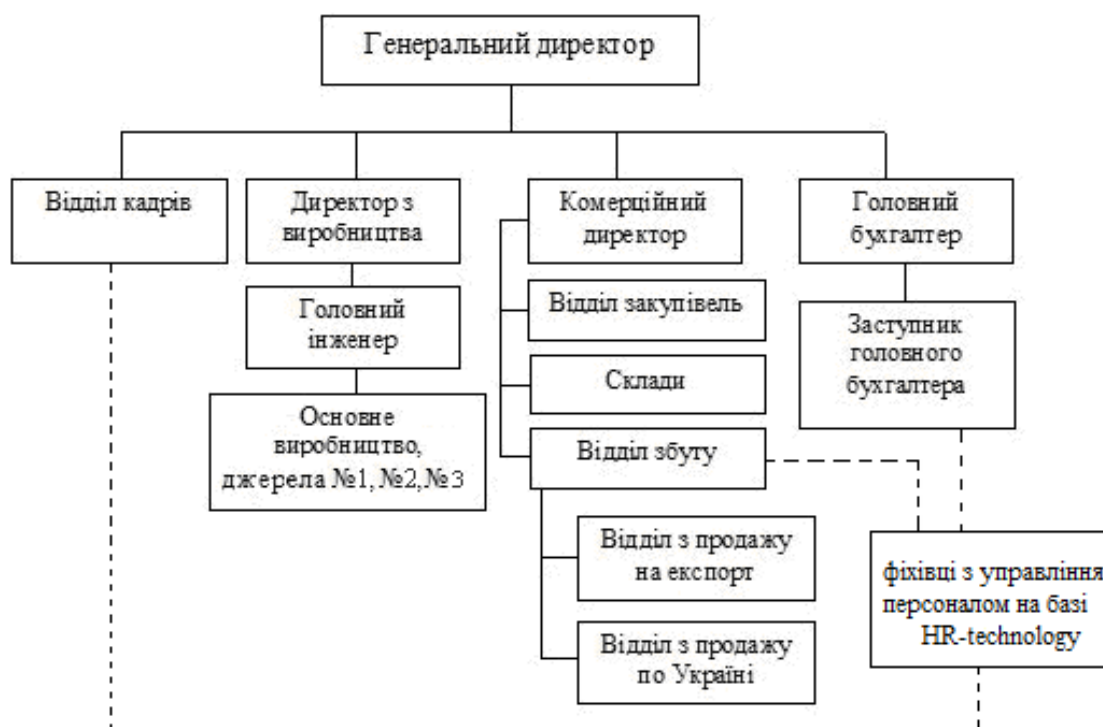 Генеральний директор
Відділ кадрів
Директор з
виробництва
Комерційний
директор
Головний
бухгалтер
Головний
інженер
Відділ закупівель
Заступник
головного
бухгалтера
Склади
Основне
виробництво,
джерела №1, №2, №3
Відділ збуту
Відділ з продажу
на експорт
фіхівці з управління
персоналом на базі
HR-technology
Відділ з продажу
по Україні